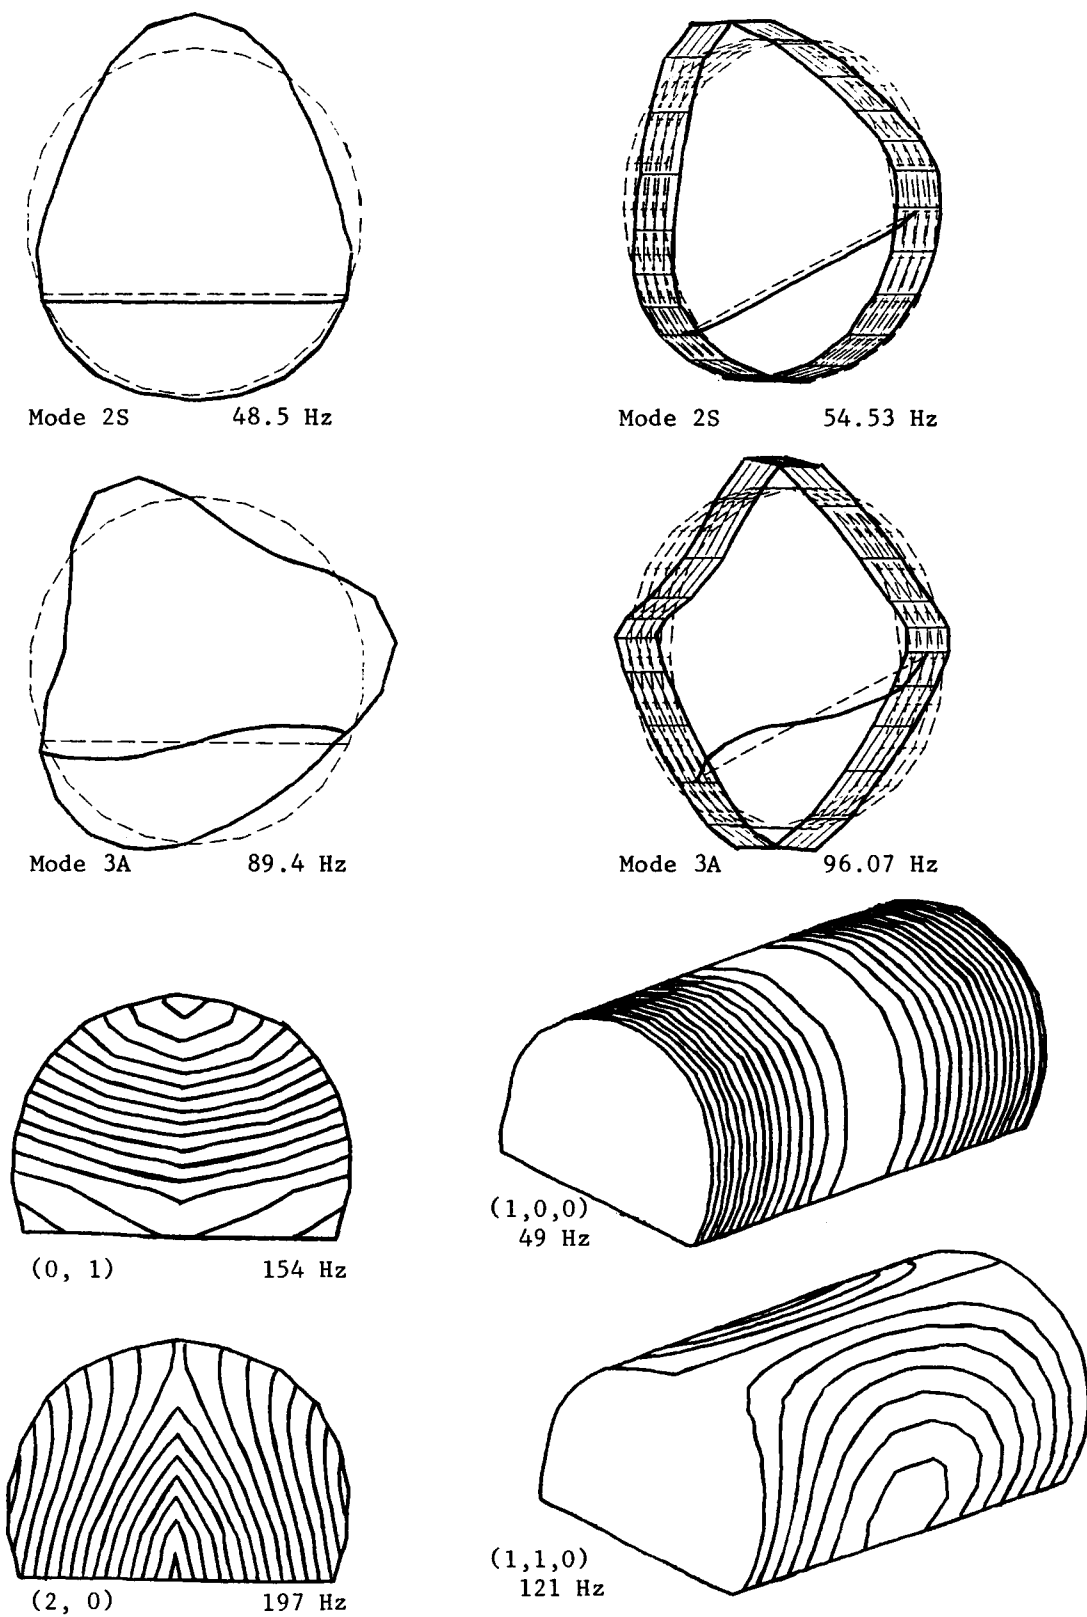 Mode 2S 48.5 Hz
Mode 2S 54.53 Hz
Mode 3A 89.4 Hz
Mode 3A 96.07 Hz
(0, 1) 154 Hz
(1,0,0)
49 Hz
(2, 0) 197 Hz
(1,1,0)
121 Hz